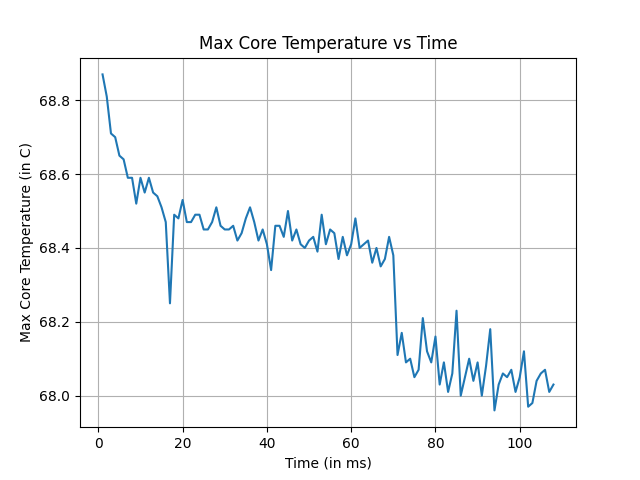 Max Core Temperature vs Time
Max Core Temperature (in C)
68.8
68.6
68.4
68.2
68.0
0 20 40 60 80 100
Time (in ms)